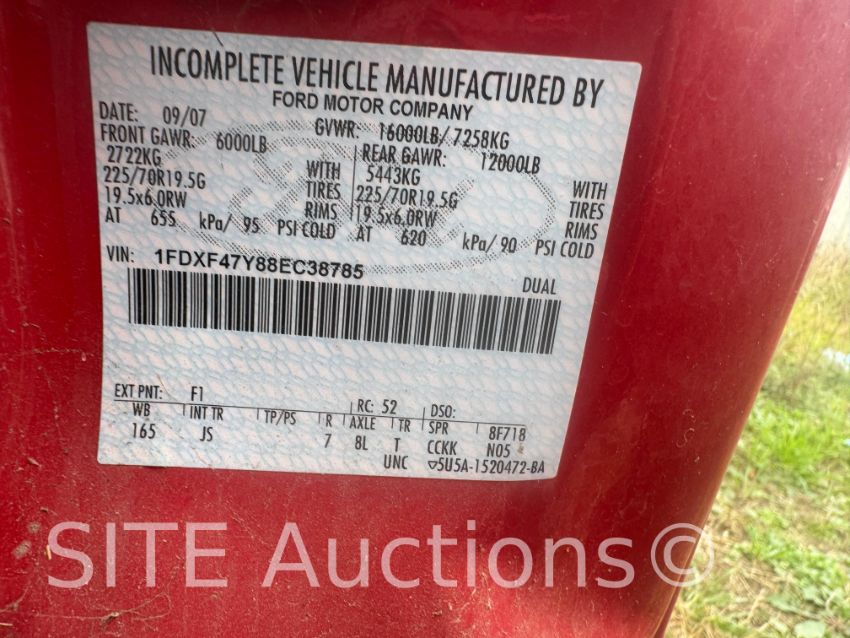 INCOMPLETE VEHICLE MANUFACTURED BY
FORD MOTOR COMPANY
DATE: 09/07 GVWR: 16000LB/ 7258KG
FRONT GAWR: 6000LB REAR GAWR: 12000LB
2722KG WITH 5443KG WITH
225/70R19.5G TIRES 225/70R19.5G TIRES
19.5x6.0RW RIMS 19.5x6.0RW RIMS
AT 655 kPa/ 95 PSI COLD AT 620 kPa/ 90 PSI COLD
VIN: 1FDXF47Y88EC38785
DUAL
EXT PNT: F1 RC: 52 DSO:
WB INT TR TP/PS R AXLE TR SPR 8F718
165 JS 7 8L T CCKK N05
UNC 5U5A-1520472-BA
SITE Auctions©